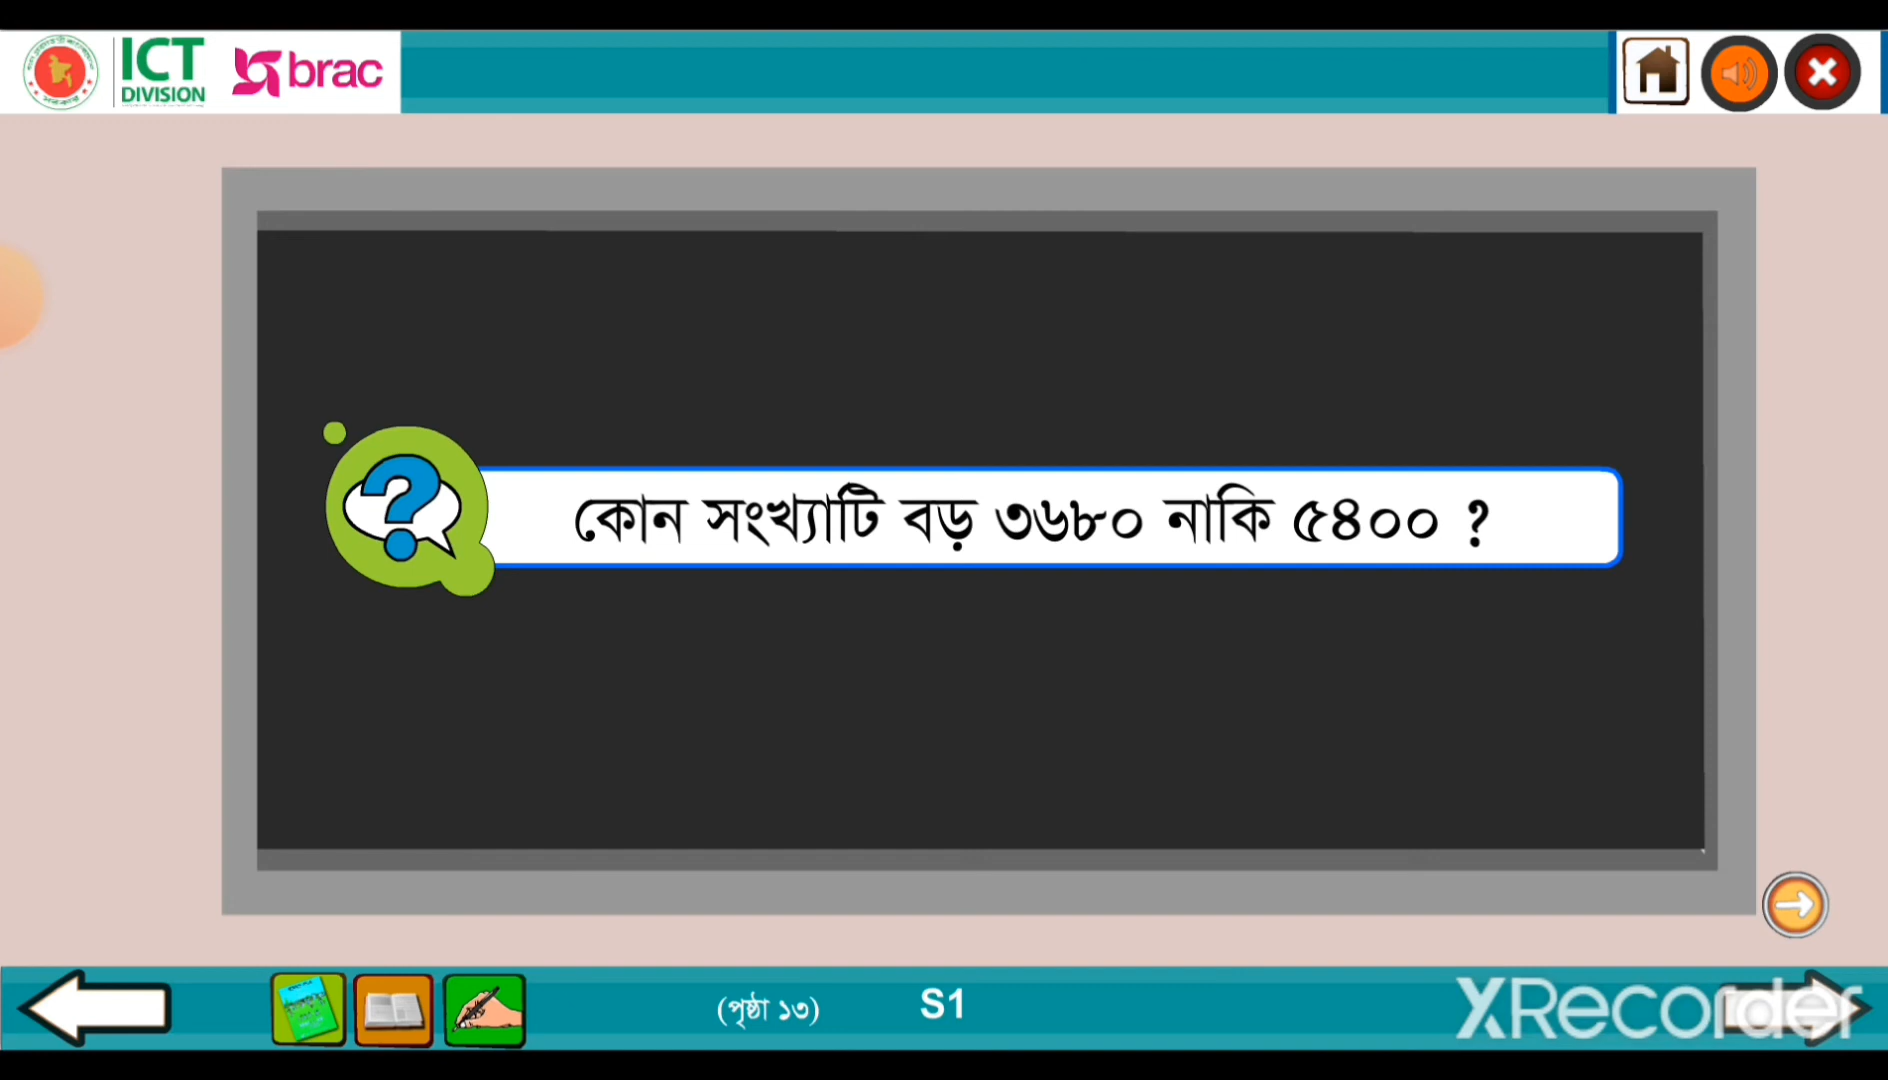 ICT
DIVISION
brac
কোন সংখ্যাটি বড় ৩৬৮০ নাকি ৫৪০০ ?
(পৃষ্ঠা ১৩)
S1
XRecorder